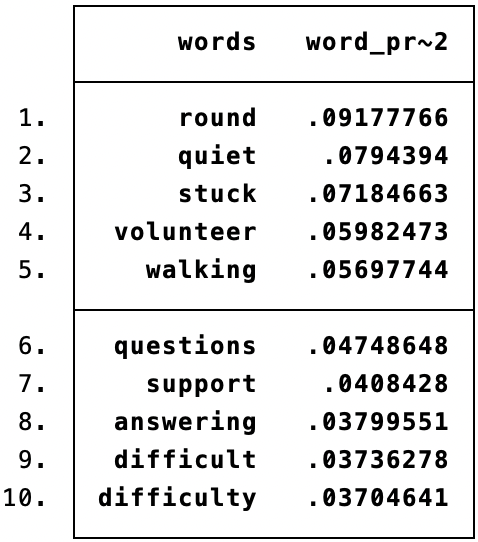 words word_pr~2
1. round .09177766
2. quiet .0794394
3. stuck .07184663
4. volunteer .05982473
5. walking .05697744
6. questions .04748648
7. support .0408428
8. answering .03799551
9. difficult .03736278
10. difficulty .03704641